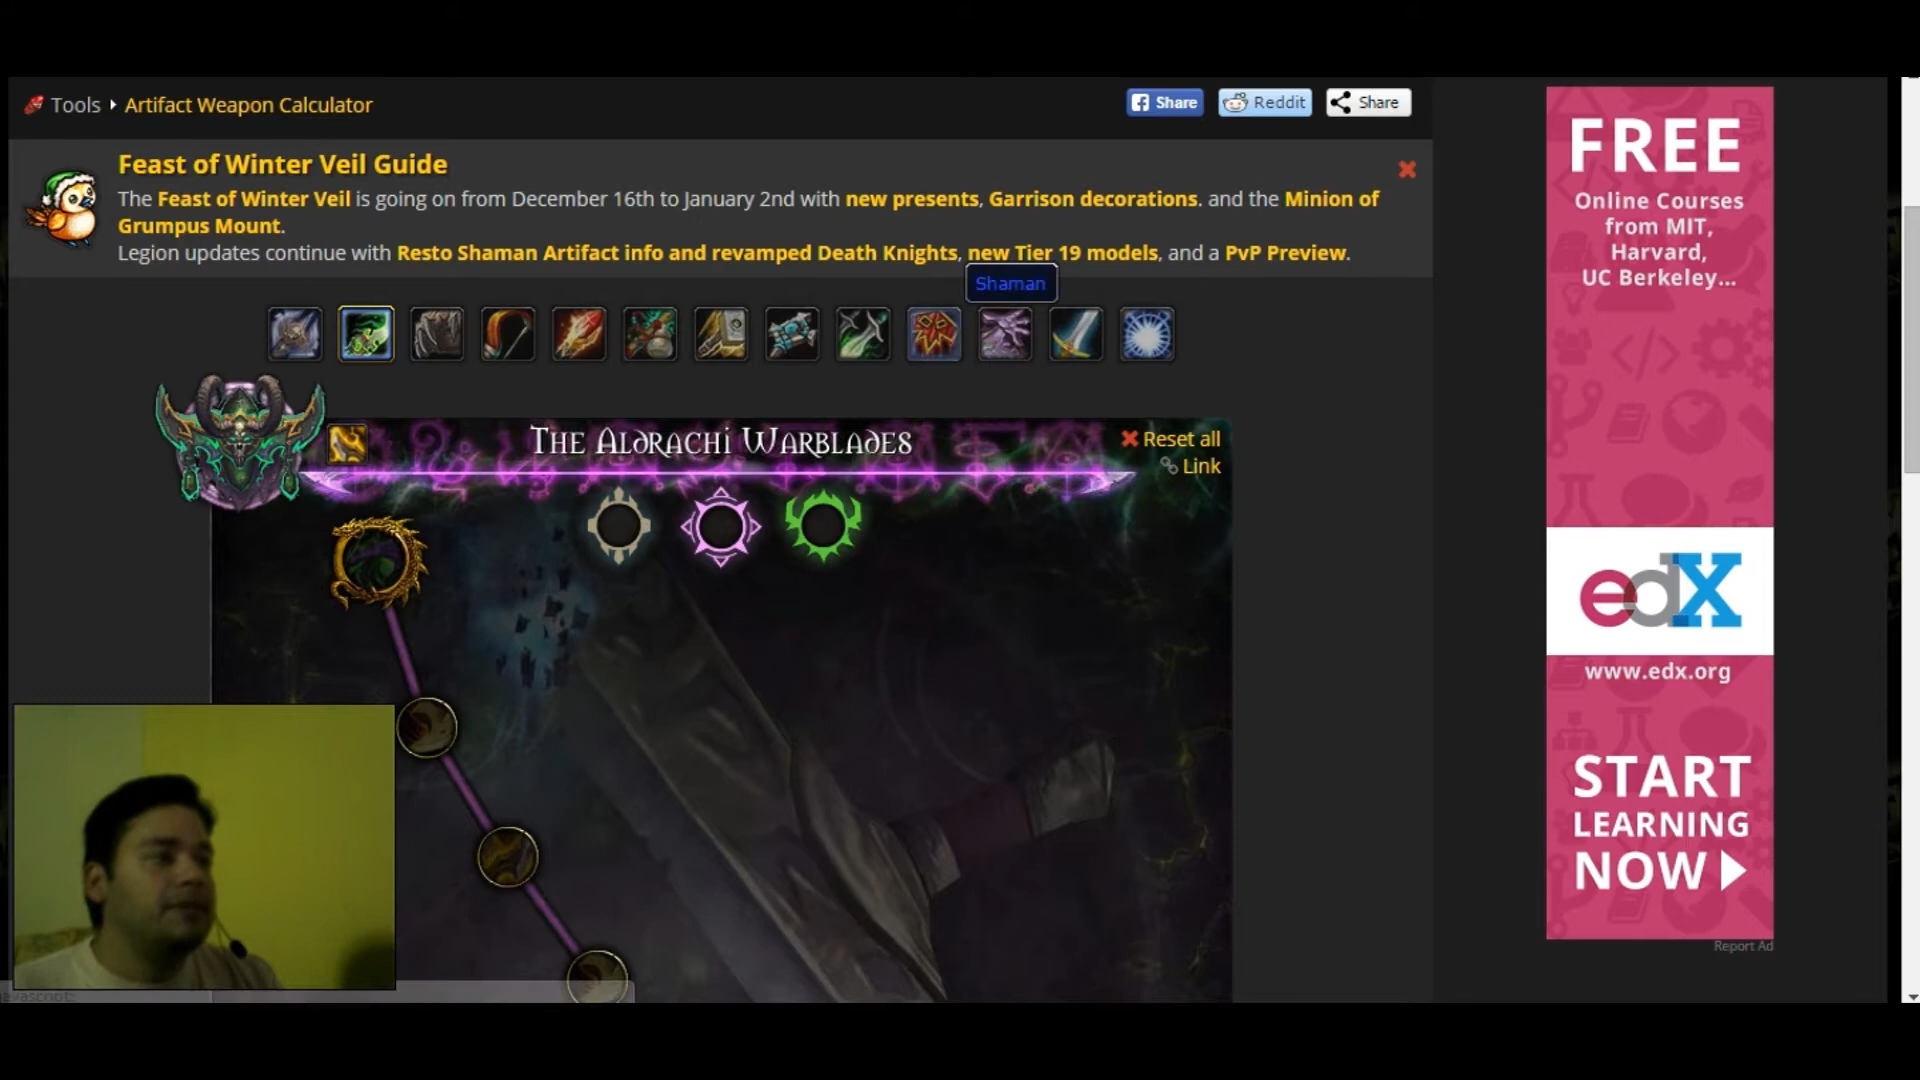 Tools ▸ Artifact Weapon Calculator
Share
Reddit
Share
Feast of Winter Veil Guide
The Feast of Winter Veil is going on from December 16th to January 2nd with new presents, Garrison decorations. and the Minion of
Grumpus Mount.
Legion updates continue with Resto Shaman Artifact info and revamped Death Knights, new Tier 19 models, and a PvP Preview.
Shaman
The Aldrachi Warblades
Reset all
Link
FREE
Online Courses
from MIT,
Harvard,
UC Berkeley...
edX
www.edx.org
START
LEARNING
NOW
Report Ad